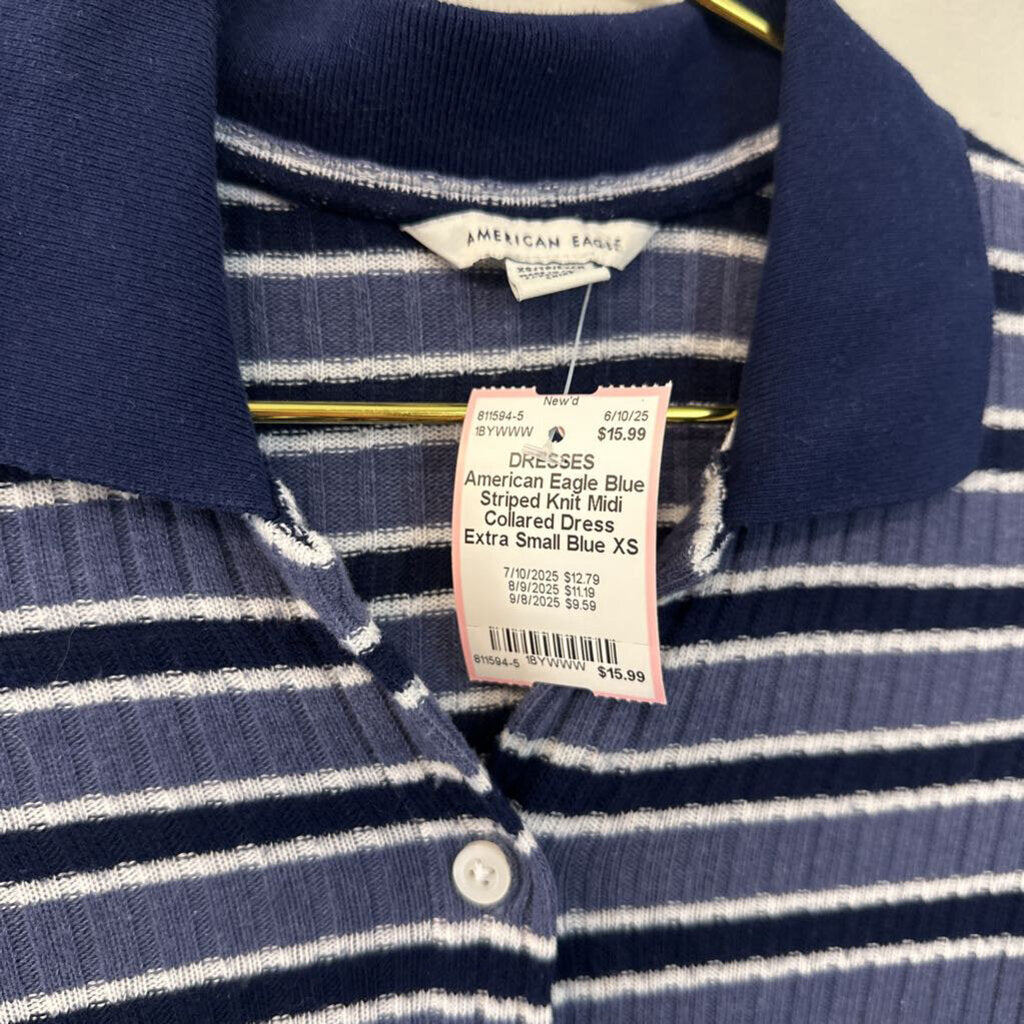 AMERICAN EAGLE
New'd
811594-5 6/10/25
1BYWWW $15.99
DRESSES
American Eagle Blue
Striped Knit Midi
Collared Dress
Extra Small Blue XS
7/10/2025 $12.79
8/9/2025 $11.19
9/8/2025 $9.59
811594-5 1BYWWW $15.99